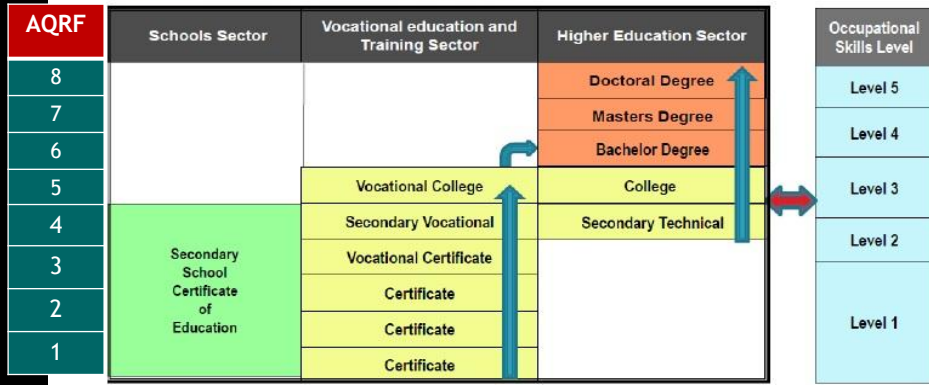 AQRF
Schools Sector
Vocational education and
Training Sector
Higher Education Sector
Occupational
Skills Level
8
Doctoral Degree
Level 5
7
Masters Degree
Level 4
6
Bachelor Degree
5
Vocational College
College
Level 3
4
Secondary Vocational
Secondary Technical
Level 2
3
Secondary
School
Certificate
of
Education
Vocational Certificate
2
Certificate
Level 1
Certificate
1
Certificate